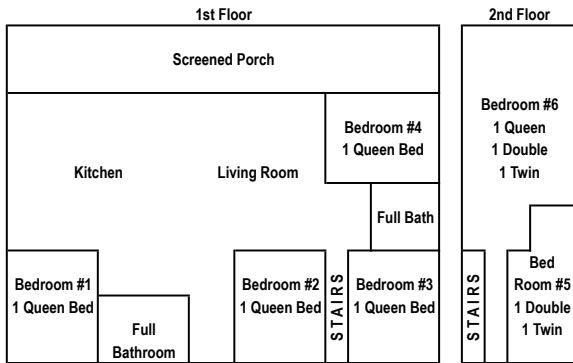 1st Floor
Screened Porch
Bedroom #4
1 Queen Bed
Kitchen
Living Room
Full Bath
Bedroom #1
1 Queen Bed
Full
Bathroom
Bedroom #2
1 Queen Bed
STAIRS
Bedroom #3
1 Queen Bed
2nd Floor
Bedroom #6
1 Queen
1 Double
1 Twin
STAIRS
Bed
Room #5
1 Double
1 Twin